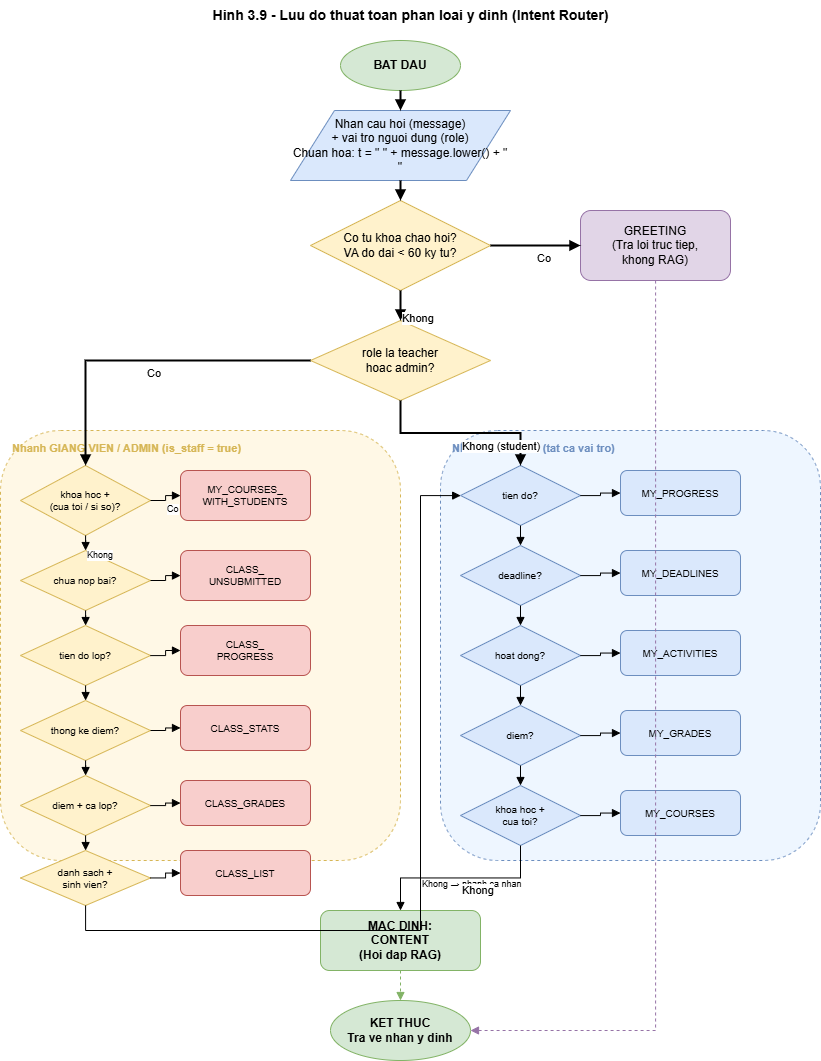 Hinh 3.9 - Luu do thuat toan phan loai y dinh (Intent Router)
BAT DAU
Nhan cau hoi (message)
+ vai tro nguoi dung (role)
Chuan hoa: t = " " + message.lower() + "
"
Co tu khoa chao hoi?
VA do dai < 60 ky tu?
Co
GREETING
(Tra loi truc tiep,
khong RAG)
Khong
role la teacher
hoac admin?
Co
Khong (student)
Nhanh GIANG VIEN / ADMIN (is_staff = true)
(tat ca vai tro)
khoa hoc +
(cua toi / si so)?
Co
MY_COURSES_
WITH_STUDENTS
Khong
chua nop bai?
CLASS_
UNSUBMITTED
tien do lop?
CLASS_
PROGRESS
thong ke diem?
CLASS_STATS
diem + ca lop?
CLASS_GRADES
danh sach +
sinh vien?
CLASS_LIST
tien do?
MY_PROGRESS
deadline?
MY_DEADLINES
hoat dong?
MY_ACTIVITIES
diem?
MY_GRADES
khoa hoc +
cua toi?
MY_COURSES
Khong → nhanh ca nhan
Khong
MAC DINH:
CONTENT
(Hoi dap RAG)
KET THUC
Tra ve nhan y dinh